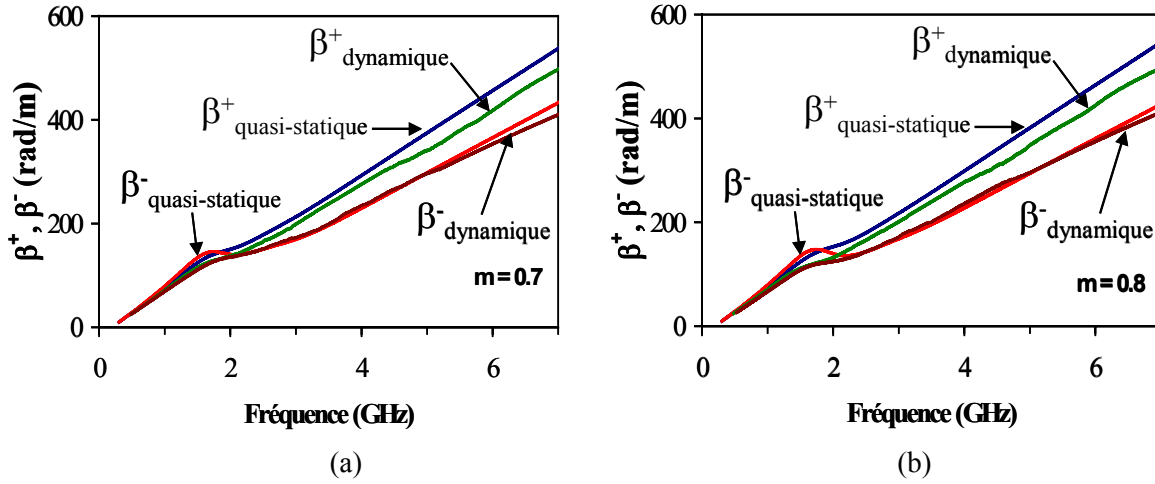 600
400
200
0
0
2
4
6
β⁺, β⁻ (rad/m)
β⁺dynamique
β⁺quasi-statique
β⁻quasi-statique
β⁻dynamique
m = 0.7
Fréquence (GHz)
(a)
600
400
200
0
0
2
4
6
β⁺, β⁻ (rad/m)
β⁺dynamique
β⁺quasi-statique
β⁻quasi-statique
β⁻dynamique
m = 0.8
Fréquence (GHz)
(b)